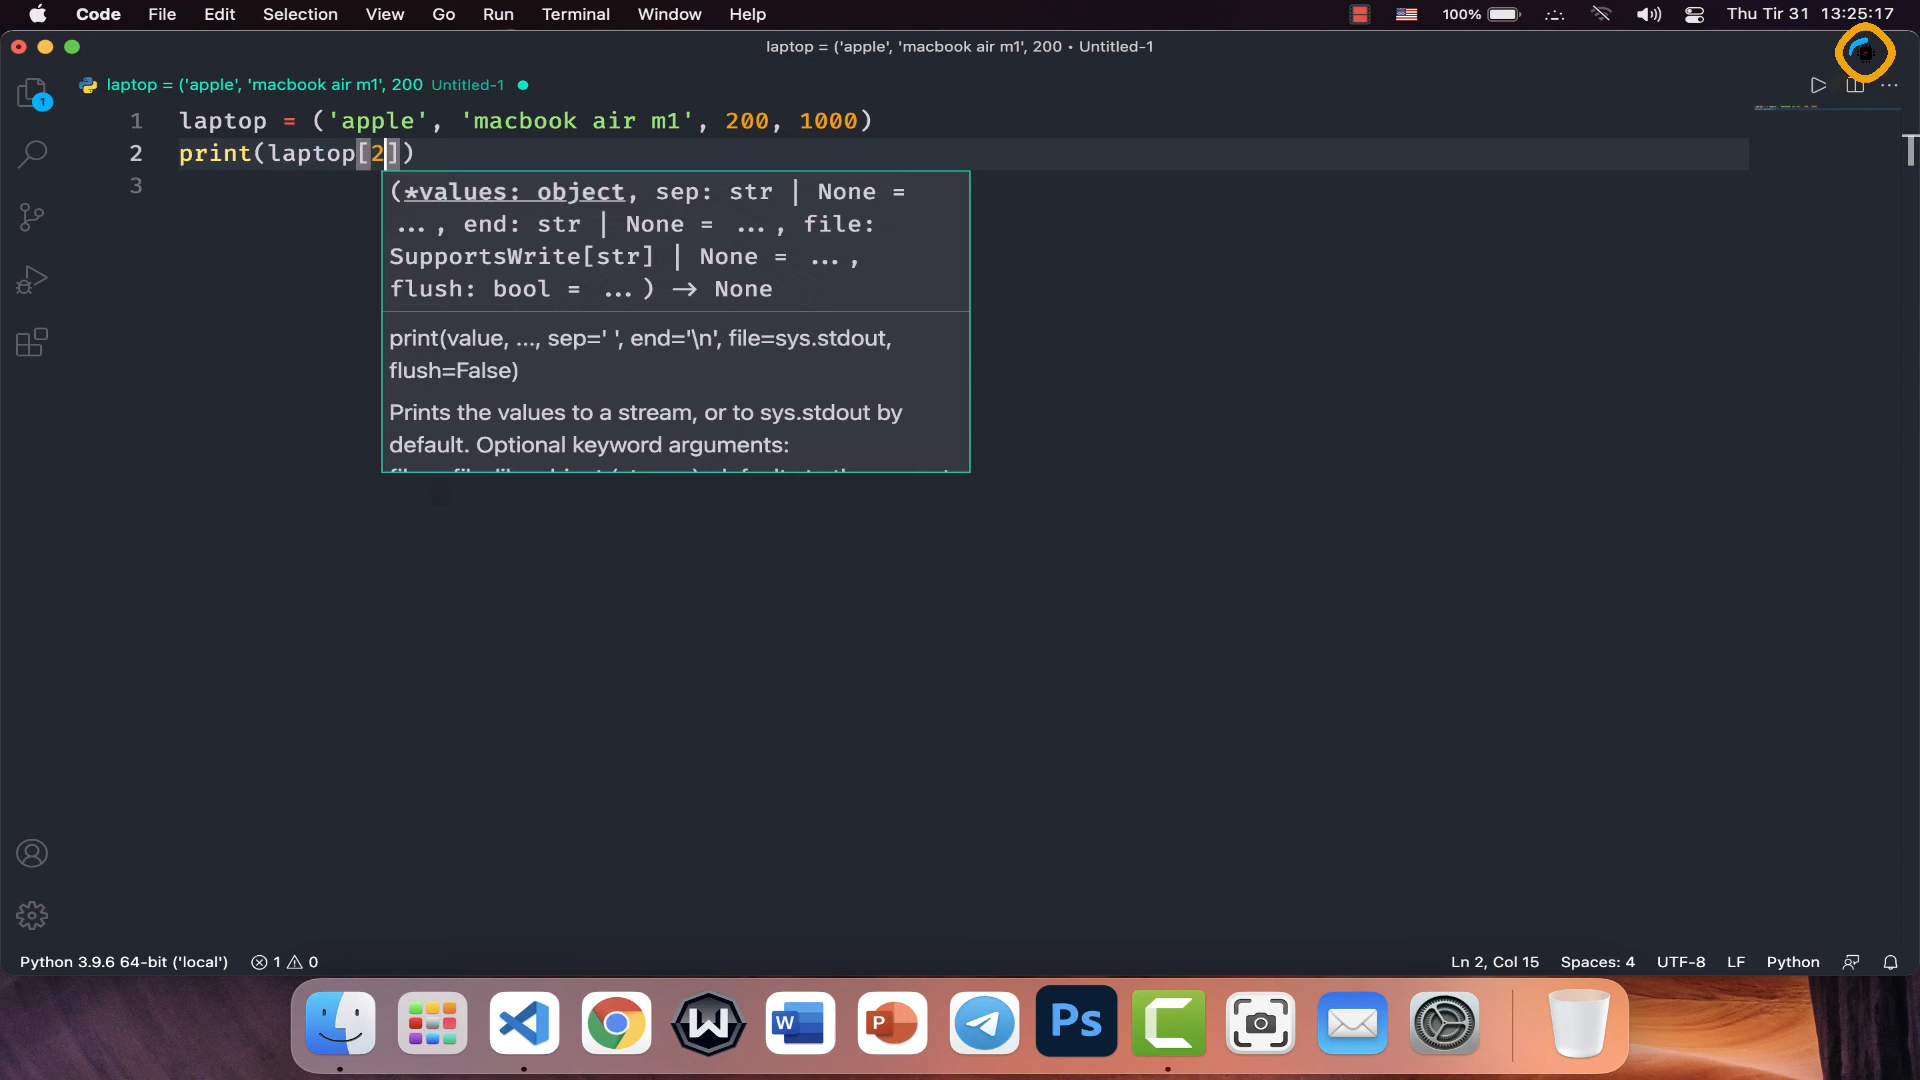 Code File Edit Selection View Go Run Terminal Window Help 100% Thu Tir 31 13:25:17
laptop = ('apple', 'macbook air m1', 200 • Untitled-1
laptop = ('apple', 'macbook air m1', 200 Untitled-1
1 laptop = ('apple', 'macbook air m1', 200, 1000)
2 print(laptop[2])
3
(*values: object, sep: str | None =
..., end: str | None = ..., file:
SupportsWrite[str] | None = ...,
flush: bool = ...) → None
print(value, ..., sep=' ', end='\n', file=sys.stdout,
flush=False)
Prints the values to a stream, or to sys.stdout by
default. Optional keyword arguments:
1
T
Python 3.9.6 64-bit ('local') 1 0 Ln 2, Col 15 Spaces: 4 UTF-8 LF Python
W W P Ps C